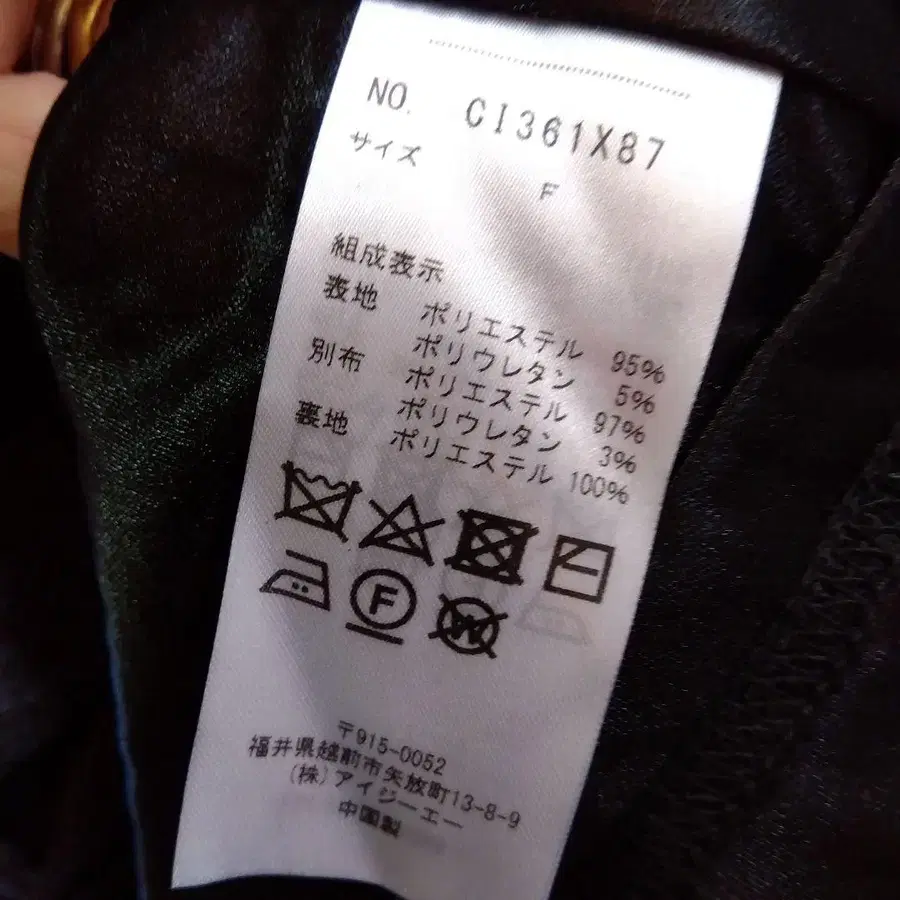 NO. CI361X87
サイズ F
組成表示
表地 ポリエステル 95%
ポリウレタン 5%
別布 ポリエステル 97%
ポリウレタン 3%
裏地 ポリエステル 100%
F
W
〒915-0052
福井県越前市矢放町13-8-9
(株)アイジーエー
中国製